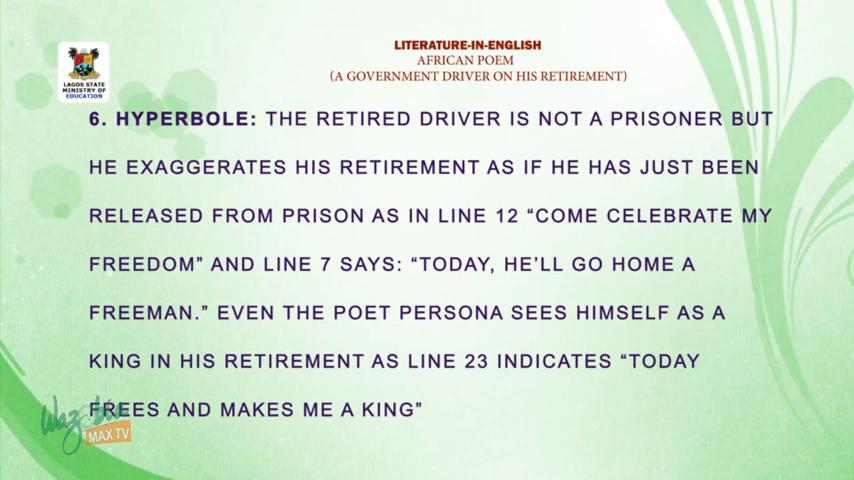 LITERATURE-IN-ENGLISH
AFRICAN POEM
(A GOVERNMENT DRIVER ON HIS RETIREMENT)
LAGOS STATE
MINISTRY OF
EDUCATION
6. HYPERBOLE: THE RETIRED DRIVER IS NOT A PRISONER BUT
HE EXAGGERATES HIS RETIREMENT AS IF HE HAS JUST BEEN
RELEASED FROM PRISON AS IN LINE 12 “COME CELEBRATE MY
FREEDOM” AND LINE 7 SAYS: “TODAY, HE’LL GO HOME A
FREEMAN.” EVEN THE POET PERSONA SEES HIMSELF AS A
KING IN HIS RETIREMENT AS LINE 23 INDICATES “TODAY
FREES AND MAKES ME A KING”
Wazobia
MAX TV